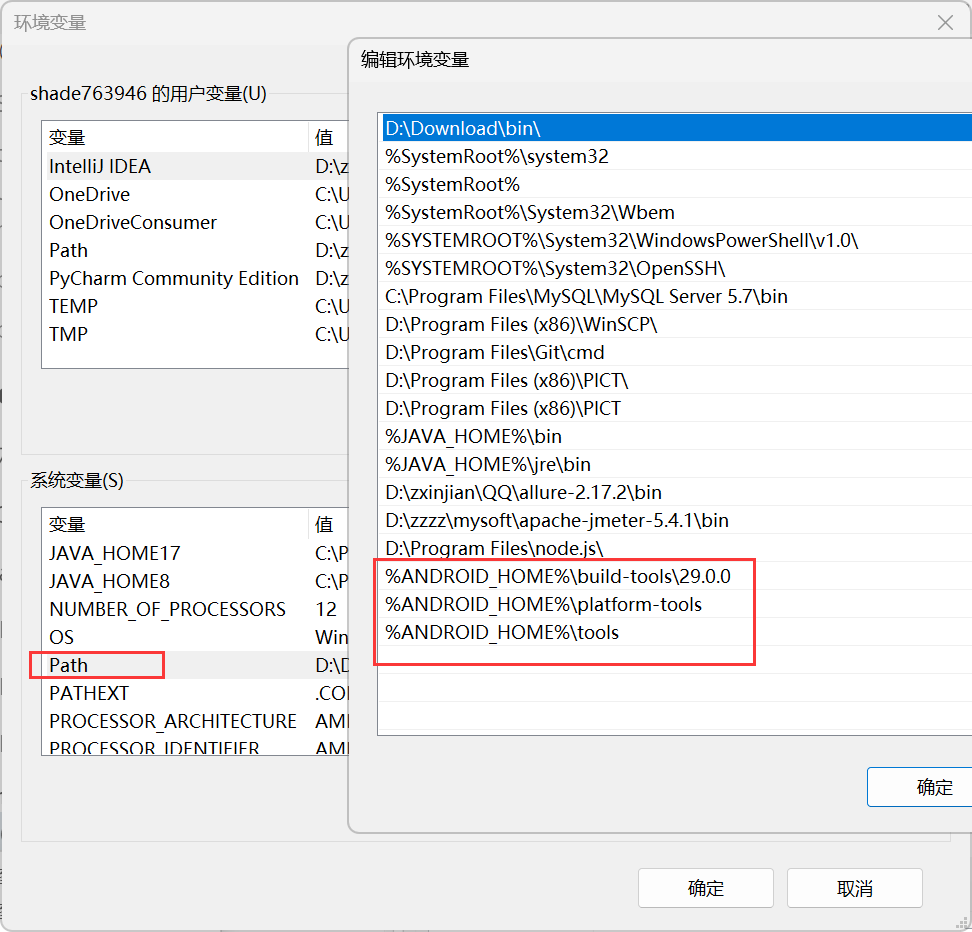 环境变量
shade763946 的用户变量(U)
变量 值
IntelliJ IDEA D:\z
OneDrive C:\U
OneDriveConsumer C:\U
Path D:\z
PyCharm Community Edition D:\z
TEMP C:\U
TMP C:\U
系统变量(S)
变量 值
JAVA_HOME17 C:\P
JAVA_HOME8 C:\P
NUMBER_OF_PROCESSORS 12
OS Win
Path D:\D
PATHEXT .CO
PROCESSOR_ARCHITECTURE AM
PROCESSOR_IDENTIFIER AM
编辑环境变量
D:\Download\bin\
%SystemRoot%\system32
%SystemRoot%
%SystemRoot%\System32\Wbem
%SYSTEMROOT%\System32\WindowsPowerShell\v1.0\
%SYSTEMROOT%\System32\OpenSSH\
C:\Program Files\MySQL\MySQL Server 5.7\bin
D:\Program Files (x86)\WinSCP\
D:\Program Files\Git\cmd
D:\Program Files (x86)\PICT\
D:\Program Files (x86)\PICT
%JAVA_HOME%\bin
%JAVA_HOME%\jre\bin
D:\zxinjian\QQ\allure-2.17.2\bin
D:\zzzz\mysoft\apache-jmeter-5.4.1\bin
D:\Program Files\node.js\
%ANDROID_HOME%\build-tools\29.0.0
%ANDROID_HOME%\platform-tools
%ANDROID_HOME%\tools
确定
确定 取消